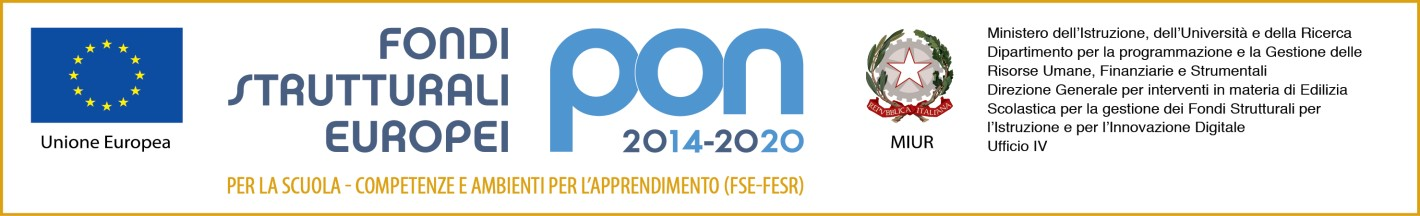 Unione Europea
FONDI
STRUTTURALI
EUROPEI
pon
2014-2020
PER LA SCUOLA - COMPETENZE E AMBIENTI PER L'APPRENDIMENTO (FSE-FESR)
REPVBBLICA ITALIANA
MIUR
Ministero dell'Istruzione, dell'Università e della Ricerca
Dipartimento per la programmazione e la Gestione delle
Risorse Umane, Finanziarie e Strumentali
Direzione Generale per interventi in materia di Edilizia
Scolastica per la gestione dei Fondi Strutturali per
l'Istruzione e per l'Innovazione Digitale
Ufficio IV